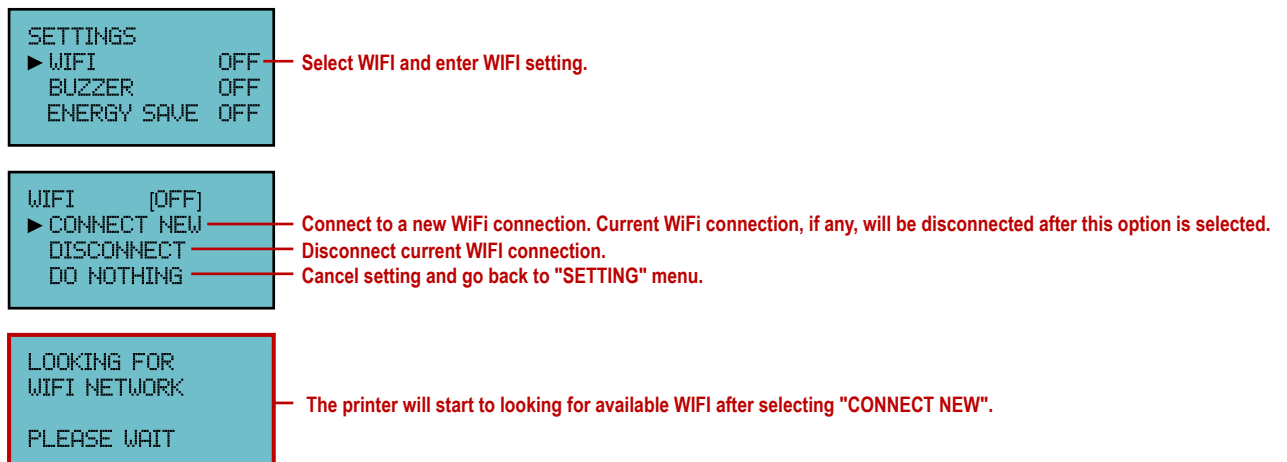 SETTINGS
► WIFI OFF
BUZZER OFF
ENERGY SAVE OFF
Select WIFI and enter WIFI setting.
WIFI [OFF]
► CONNECT NEW
DISCONNECT
DO NOTHING
Connect to a new WiFi connection. Current WiFi connection, if any, will be disconnected after this option is selected.
Disconnect current WIFI connection.
Cancel setting and go back to "SETTING" menu.
LOOKING FOR
WIFI NETWORK
PLEASE WAIT
The printer will start to looking for available WIFI after selecting "CONNECT NEW".